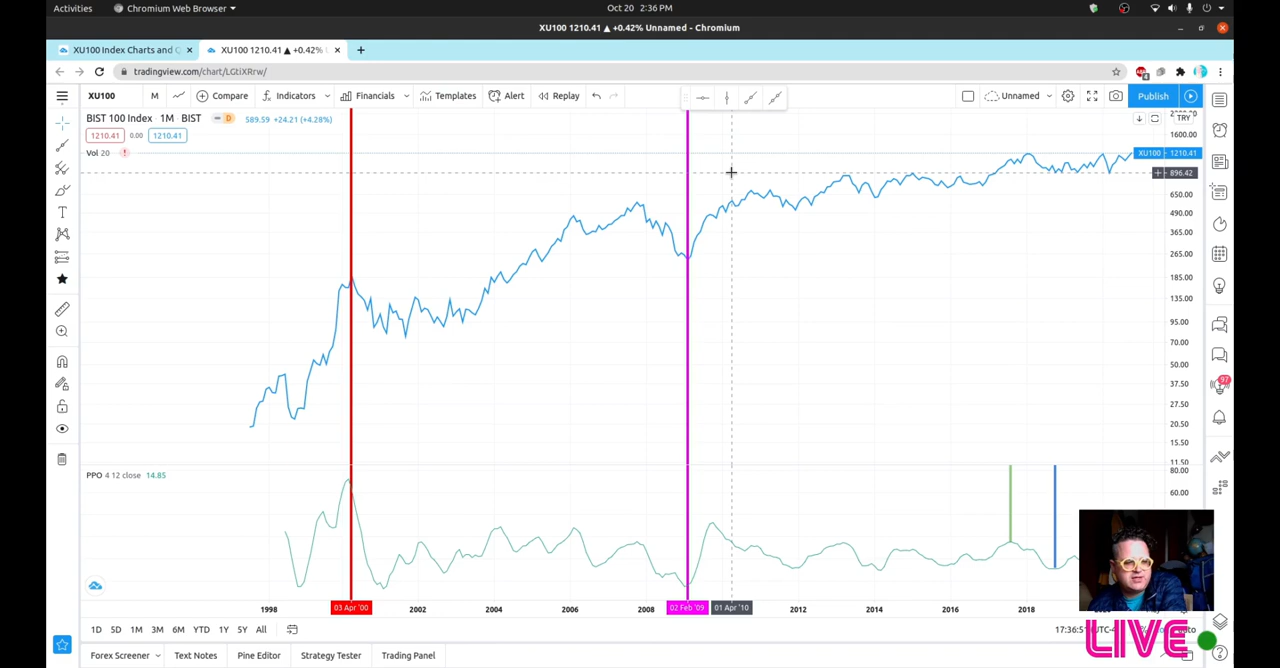 Activities Chromium Web Browser Oct 20 2:36 PM
XU100 1210.41 ▲ +0.42% Unnamed - Chromium
XU100 Index Charts and Q XU100 1210.41 ▲ +0.42%
tradingview.com/chart/LGtiXRrw/
XU100 M Compare Indicators Financials Templates Alert Replay Unnamed Publish
BIST 100 Index · 1M · BIST D 589.59 +24.21 (+4.28%)
TRY
1210.41 0.00 1210.41
1600.00
Vol 20
XU100 1210.41
896.42
650.00
490.00
365.00
265.00
185.00
135.00
95.00
70.00
50.00
37.50
97
27.50
20.50
15.50
11.50
PPO 4 12 close 14.85
80.00
60.00
1998 03 Apr '00 2002 2004 2006 2008 02 Feb '09 01 Apr '10 2012 2014 2016 2018
1D 5D 1M 3M 6M YTD 1Y 5Y All
LIVE
Forex Screener Text Notes Pine Editor Strategy Tester Trading Panel